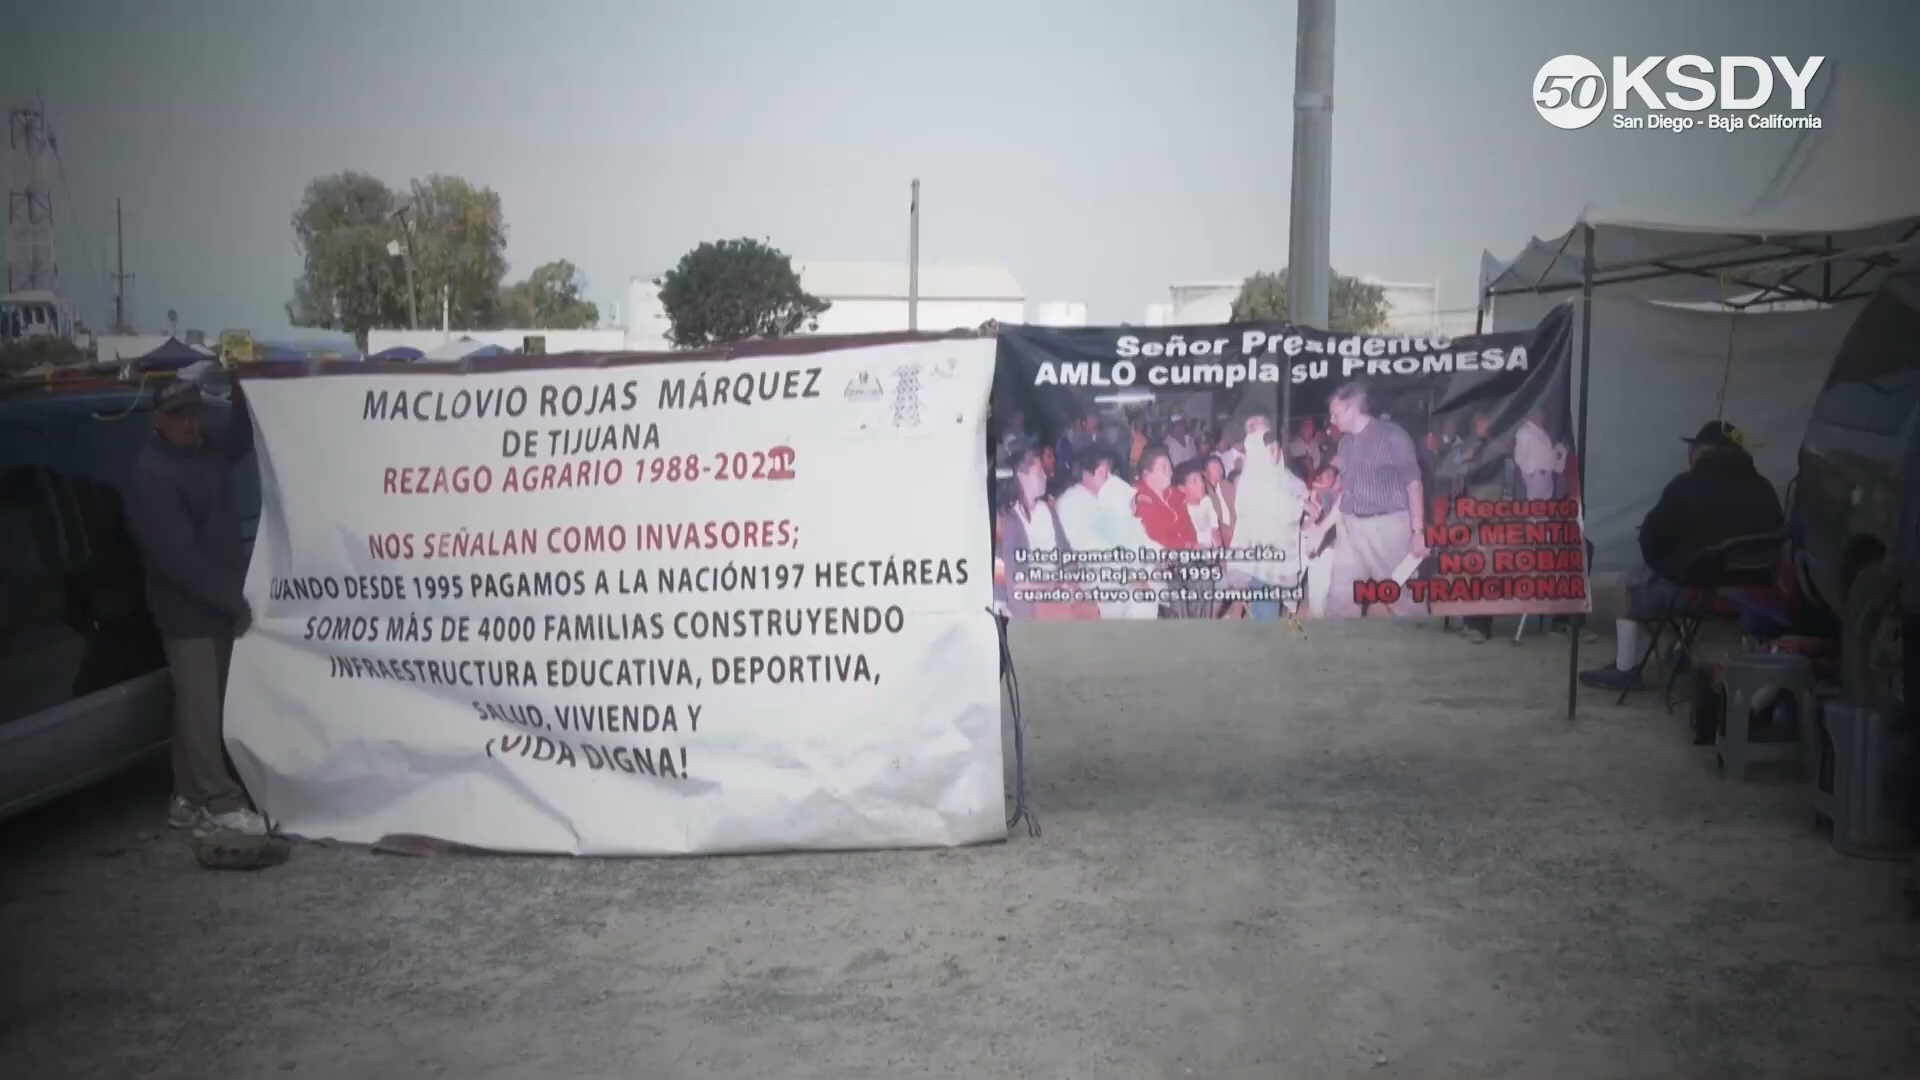 50 KSDY
San Diego - Baja California
MACLOVIO ROJAS MÁRQUEZ
DE TIJUANA
REZAGO AGRARIO 1988-2022
NOS SEÑALAN COMO INVASORES;
CUANDO DESDE 1995 PAGAMOS A LA NACIÓN197 HECTÁREAS
SOMOS MÁS DE 4000 FAMILIAS CONSTRUYENDO
INFRAESTRUCTURA EDUCATIVA, DEPORTIVA,
SALUD, VIVIENDA Y
¡VIDA DIGNA!
Señor Presidente
AMLO cumpla su PROMESA
Usted prometio la reguarización
a Maclovio Rojas en 1995
cuando estuvo en esta comunidad
Y Recuerde
NO MENTIR
NO ROBAR
NO TRAICIONAR